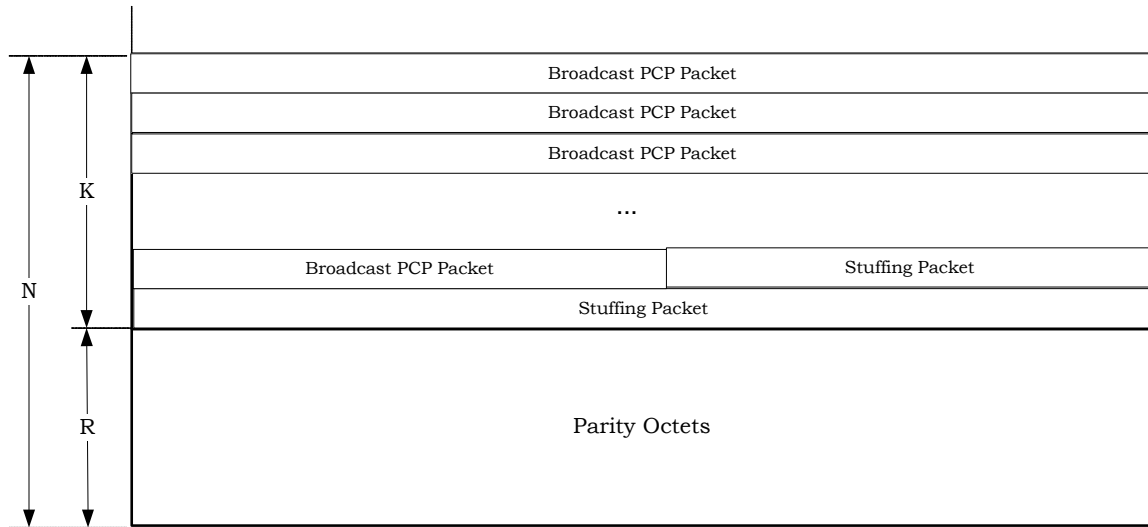 Broadcast PCP Packet
Broadcast PCP Packet
Broadcast PCP Packet
K
...
Broadcast PCP Packet
Stuffing Packet
N
Stuffing Packet
R
Parity Octets